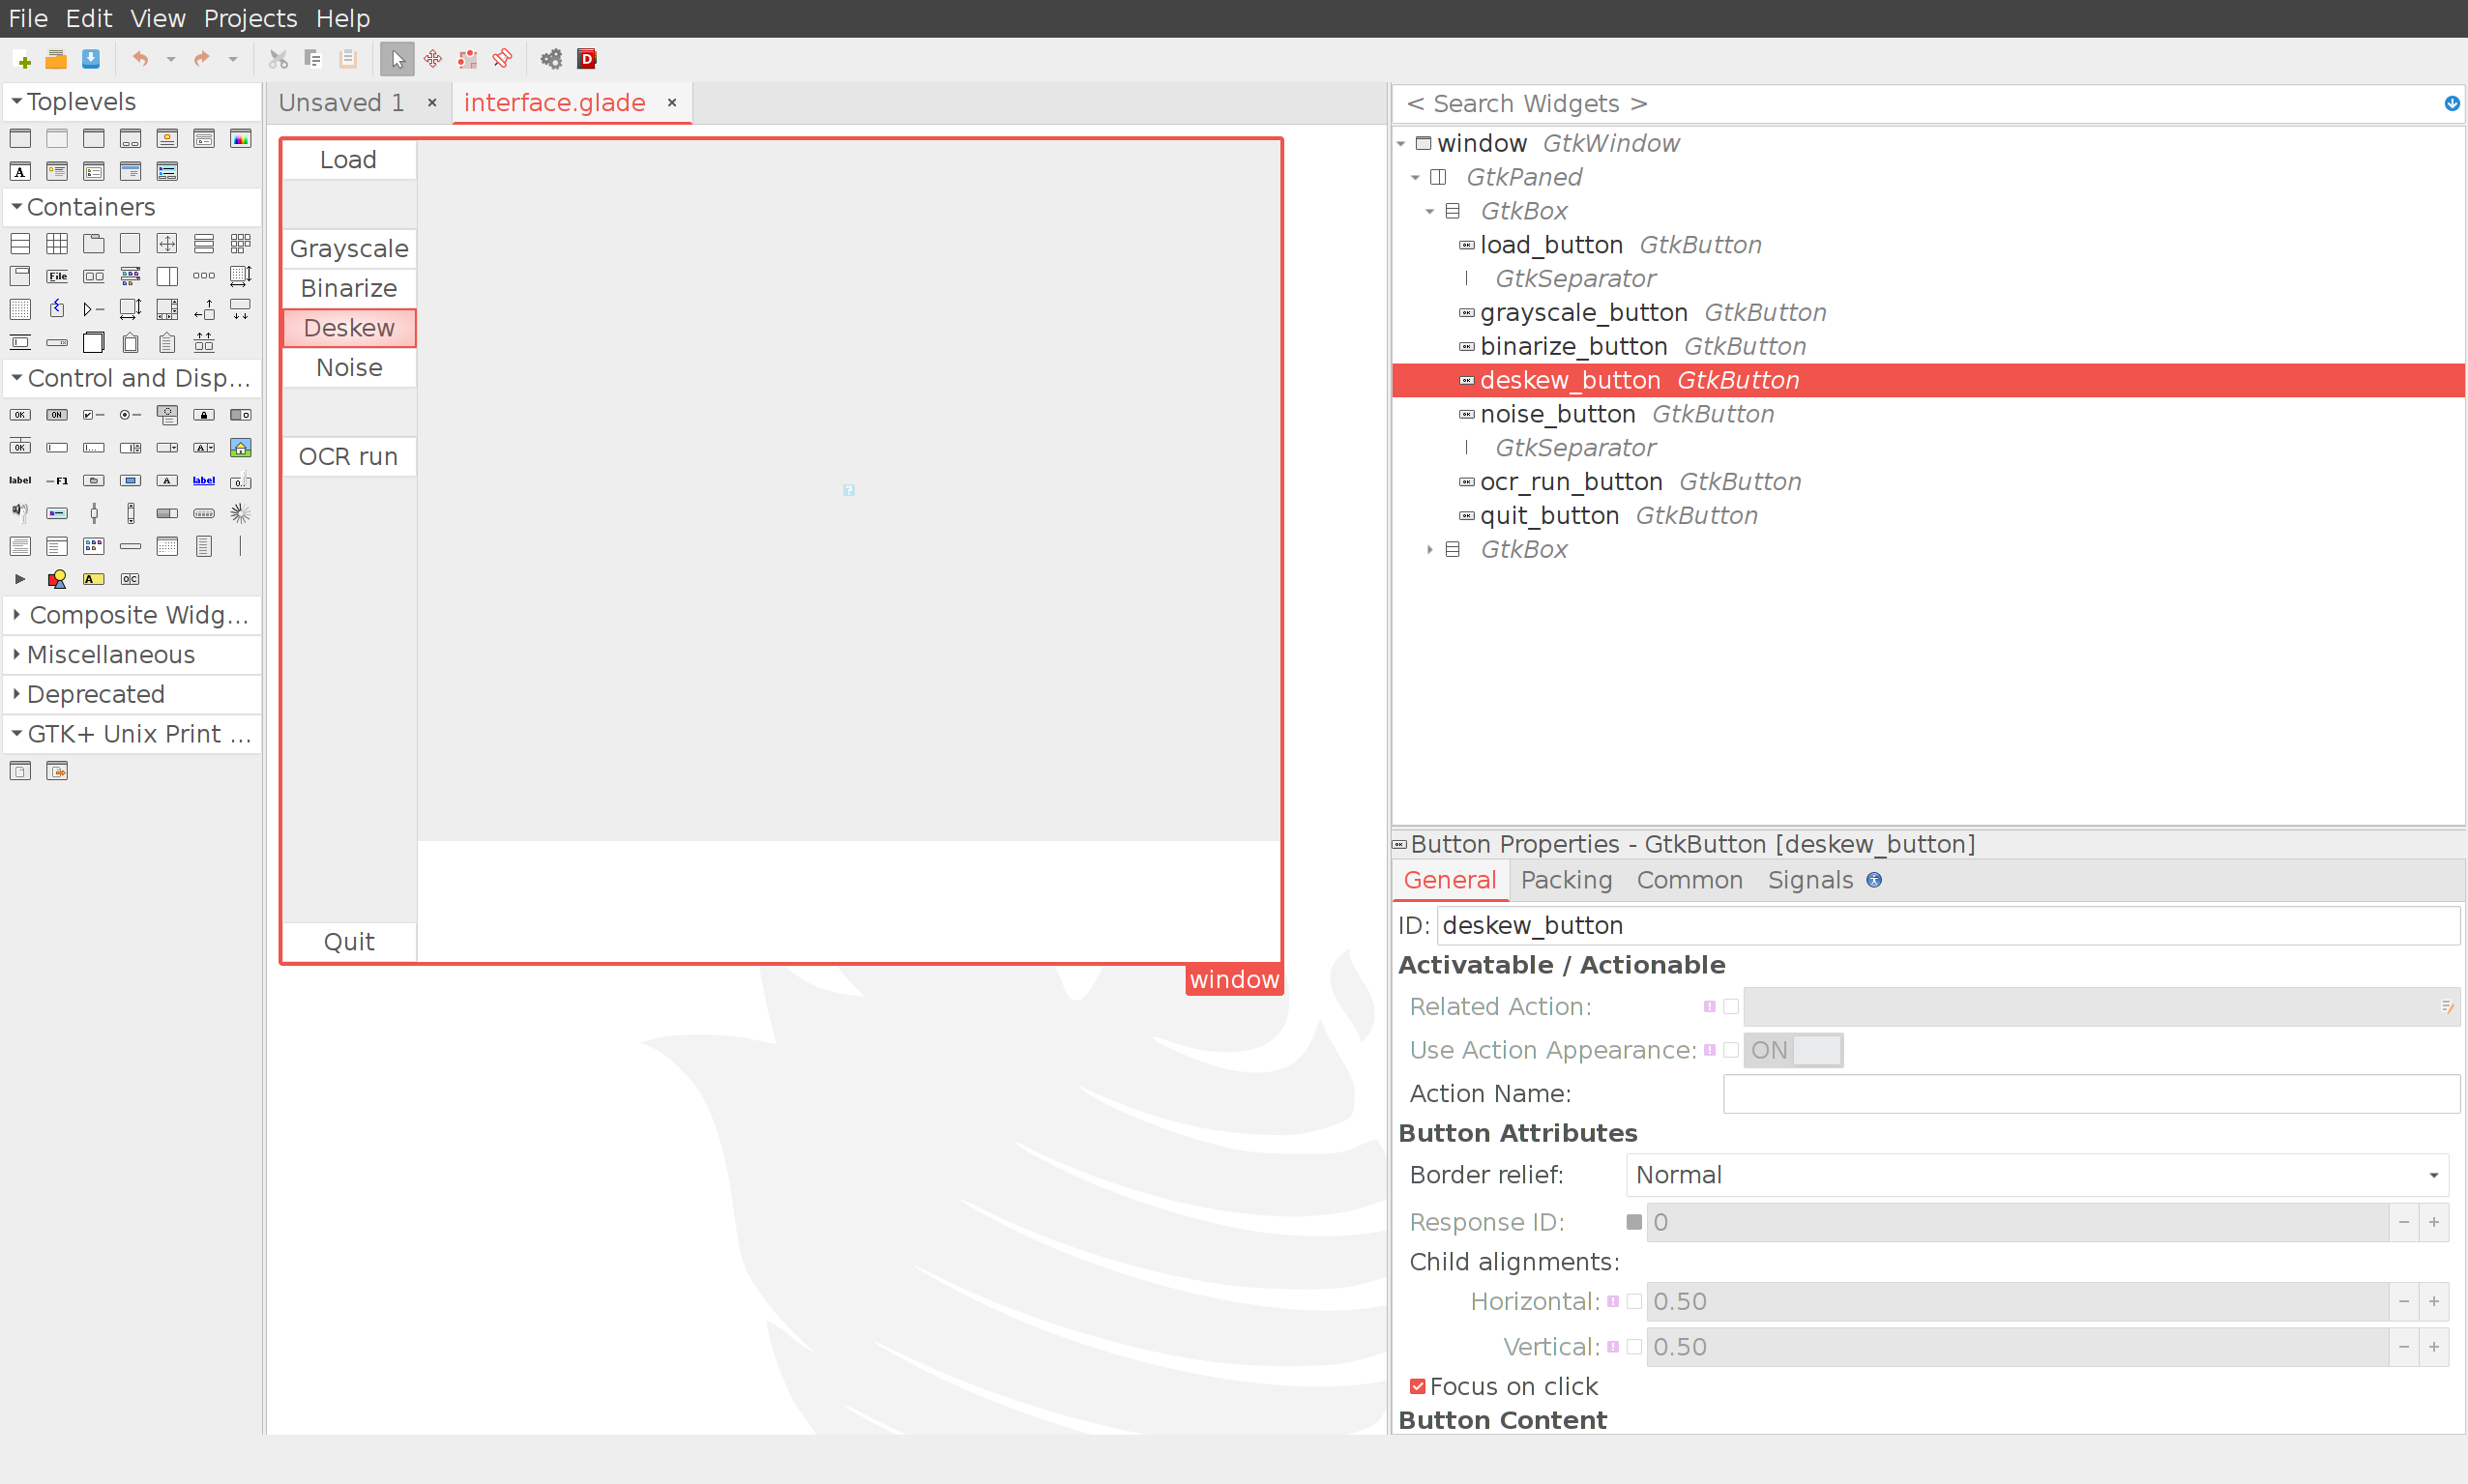 File Edit View Projects Help
Toplevels
Containers
File
Control and Disp...
OK ON
OK
label F1 A label
A
Composite Widg...
Miscellaneous
Deprecated
GTK+ Unix Print ...
Unsaved 1 × interface.glade ×
Load
Grayscale
Binarize
Deskew
Noise
OCR run
Quit
window
< Search Widgets >
window GtkWindow
GtkPaned
GtkBox
load_button GtkButton
GtkSeparator
grayscale_button GtkButton
binarize_button GtkButton
deskew_button GtkButton
noise_button GtkButton
GtkSeparator
ocr_run_button GtkButton
quit_button GtkButton
GtkBox
Button Properties - GtkButton [deskew_button]
General Packing Common Signals
ID: deskew_button
Activatable / Actionable
Related Action:
Use Action Appearance: ON
Action Name:
Button Attributes
Border relief: Normal
Response ID: 0 − +
Child alignments:
Horizontal: 0.50 − +
Vertical: 0.50 − +
Focus on click
Button Content